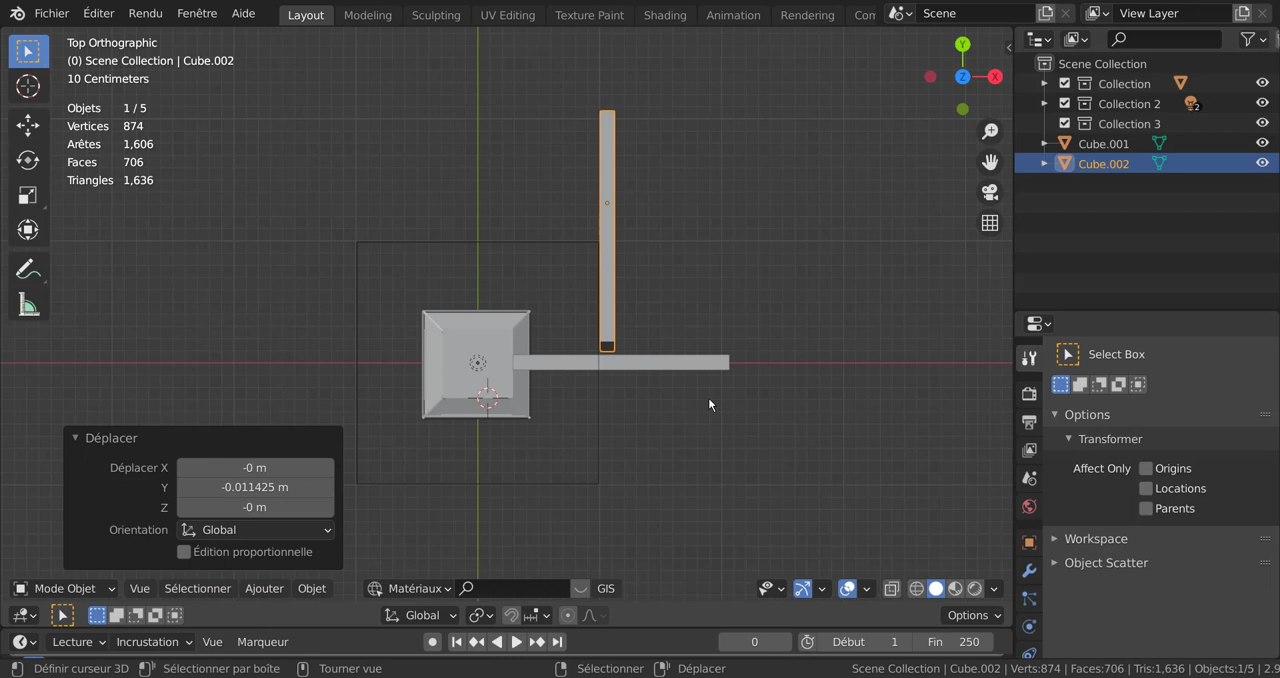 Fichier Éditer Rendu Fenêtre Aide Layout Modeling Sculpting UV Editing Texture Paint Shading Animation Rendering Com Scene View Layer
Top Orthographic
(0) Scene Collection | Cube.002
10 Centimeters
Objets 1 / 5
Vertices 874
Arêtes 1,606
Faces 706
Triangles 1,636
Y
Z X
Scene Collection
Collection
Collection 2 2
Collection 3
Cube.001
Cube.002
Select Box
Options
Transformer
Affect Only Origins
Locations
Parents
Workspace
Object Scatter
Déplacer
Déplacer X -0 m
Y -0.011425 m
Z -0 m
Orientation Global
Édition proportionnelle
Mode Objet Vue Sélectionner Ajouter Objet Matériaux GIS
Global Options
Lecture Incrustation Vue Marqueur 0 Début 1 Fin 250
Définir curseur 3D Sélectionner par boîte Tourner vue Sélectionner Déplacer Scene Collection | Cube.002 | Verts:874 | Faces:706 | Tris:1,636 | Objects:1/5 | 2.9